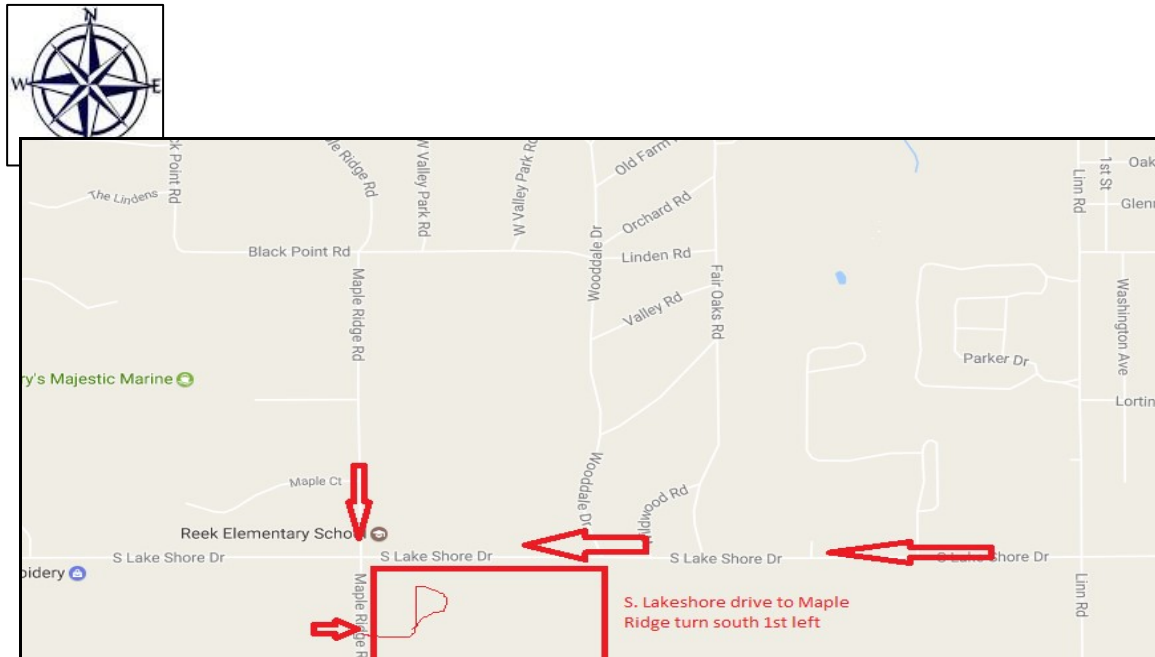 N
W
E
ck Point Rd
The Lindens
le Ridge Rd
W Valley Park Rd
W Valley Park Rd
Old Farm
Orchard Rd
Linden Rd
Wooddale Dr
Valley Rd
Fair Oaks Rd
Black Point Rd
Maple Ridge Rd
Linn Rd
1st St
Oak
Glenn
Washington Ave
Parker Dr
Lortin
ry's Majestic Marine
Maple Ct
Wooddale Dr
Wildwood Rd
Reek Elementary School
S Lake Shore Dr
S Lake Shore Dr
S Lake Shore Dr
S Lake Shore Dr
oidery
Maple Ridge R
Linn Rd
S. Lakeshore drive to Maple
Ridge turn south 1st left